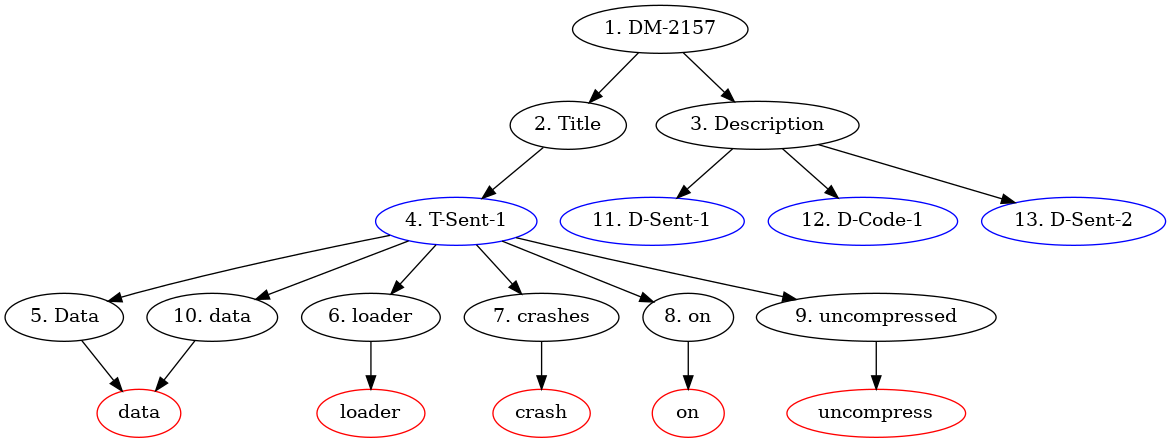 1. DM-2157
2. Title
3. Description
4. T-Sent-1
11. D-Sent-1
12. D-Code-1
13. D-Sent-2
5. Data
10. data
6. loader
7. crashes
8. on
9. uncompressed
data
loader
crash
on
uncompress